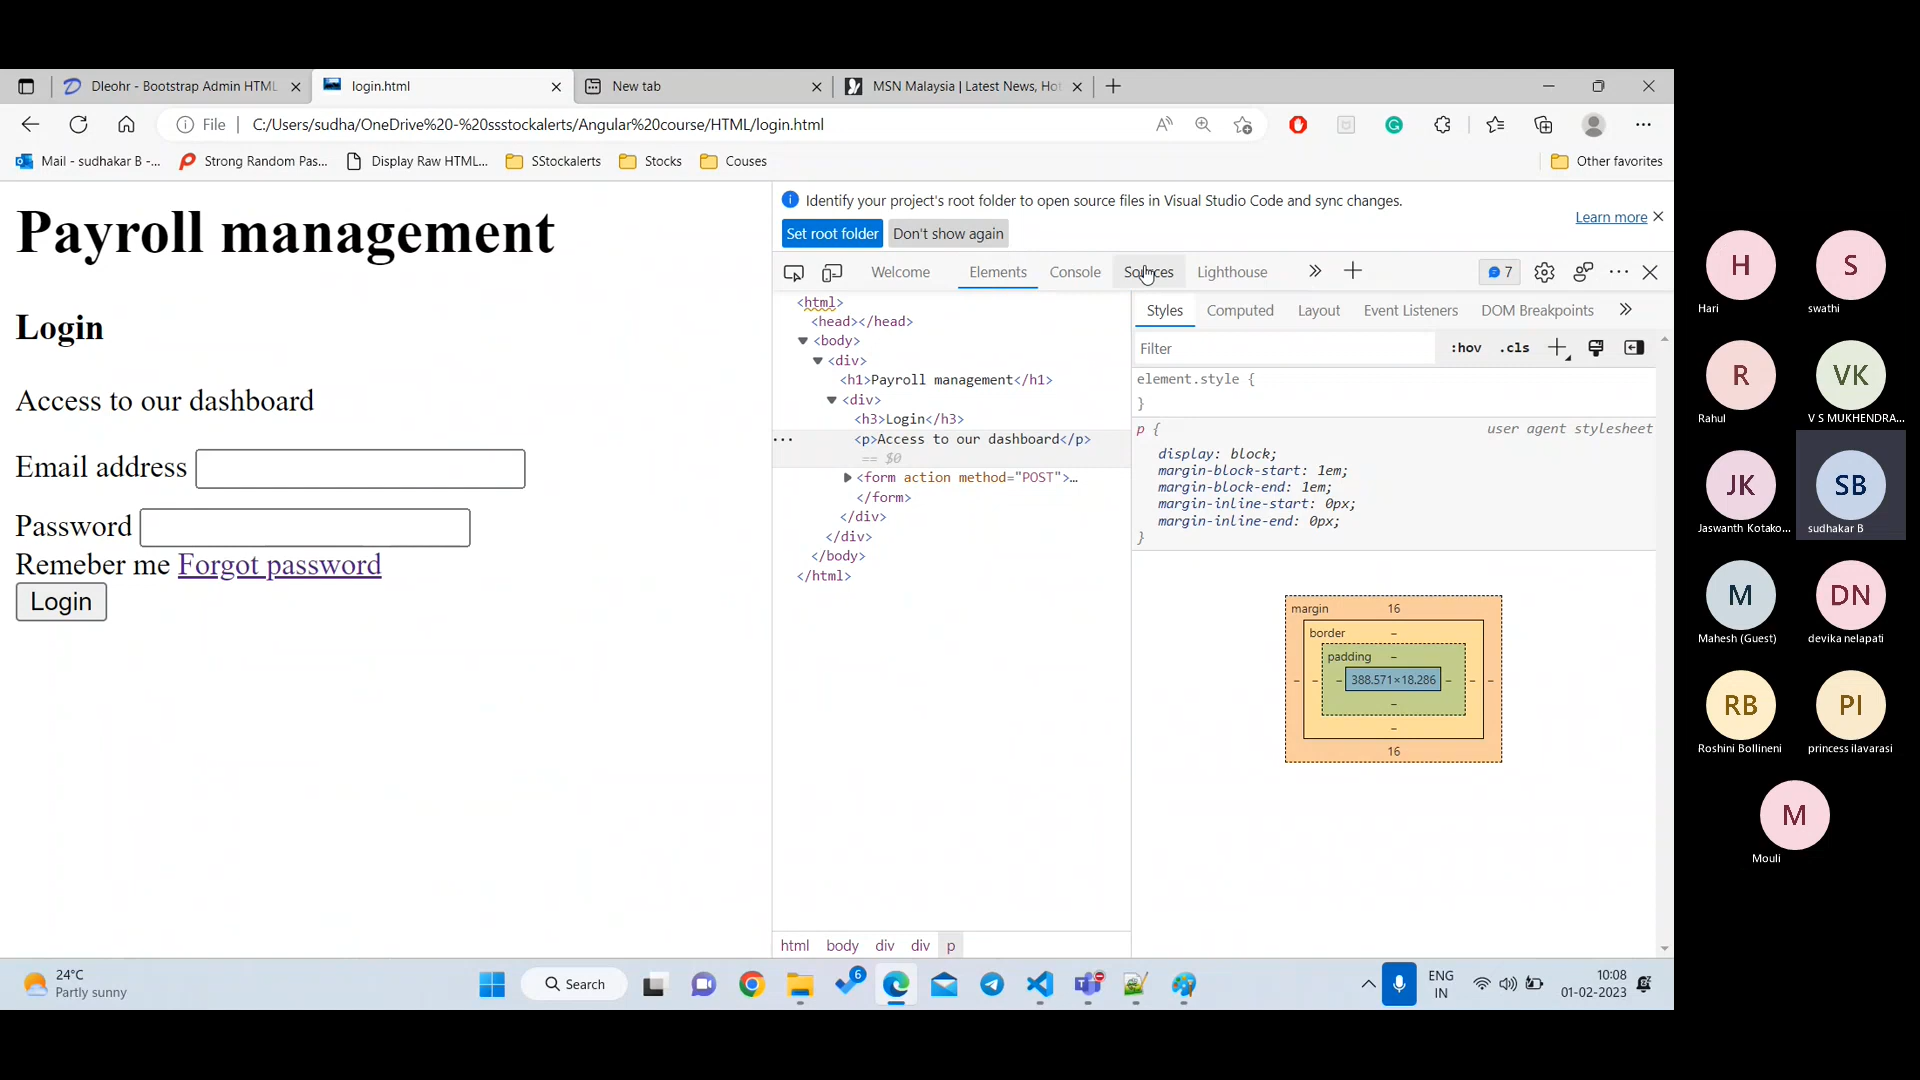 Dleohr - Bootstrap Admin HTML
login.html
New tab
MSN Malaysia | Latest News, Hot
File
C:/Users/sudha/OneDrive%20-%20ssstockalerts/Angular%20course/HTML/login.html
Mail - sudhakar B -...
Strong Random Pas...
Display Raw HTML...
SStockalerts
Stocks
Couses
Other favorites
Payroll management
Login
Access to our dashboard
Email address
Password
Remeber me Forgot password
Login
Identify your project's root folder to open source files in Visual Studio Code and sync changes.
Learn more
Set root folder
Don't show again
Welcome
Elements
Console
Sources
Lighthouse
7
<html>
<head></head>
<body>
<div>
<h1>Payroll management</h1>
<div>
<h3>Login</h3>
<p>Access to our dashboard</p>
== $0
<form action method="POST">…
</form>
</div>
</div>
</body>
</html>
html
body
div
div
p
Styles
Computed
Layout
Event Listeners
DOM Breakpoints
Filter
:hov
.cls
element.style {
}
p {
user agent stylesheet
display: block;
margin-block-start: 1em;
margin-block-end: 1em;
margin-inline-start: 0px;
margin-inline-end: 0px;
}
margin
16
border
–
padding
–
388.571×18.286
–
–
16
H
Hari
S
swathi
R
Rahul
VK
V S MUKHENDRA...
JK
Jaswanth Kotako...
SB
sudhakar B
M
Mahesh (Guest)
DN
devika nelapati
RB
Roshini Bollineni
PI
princess ilavarasi
M
Mouli
24°C
Partly sunny
Search
6
ENG
IN
10:08
01-02-2023